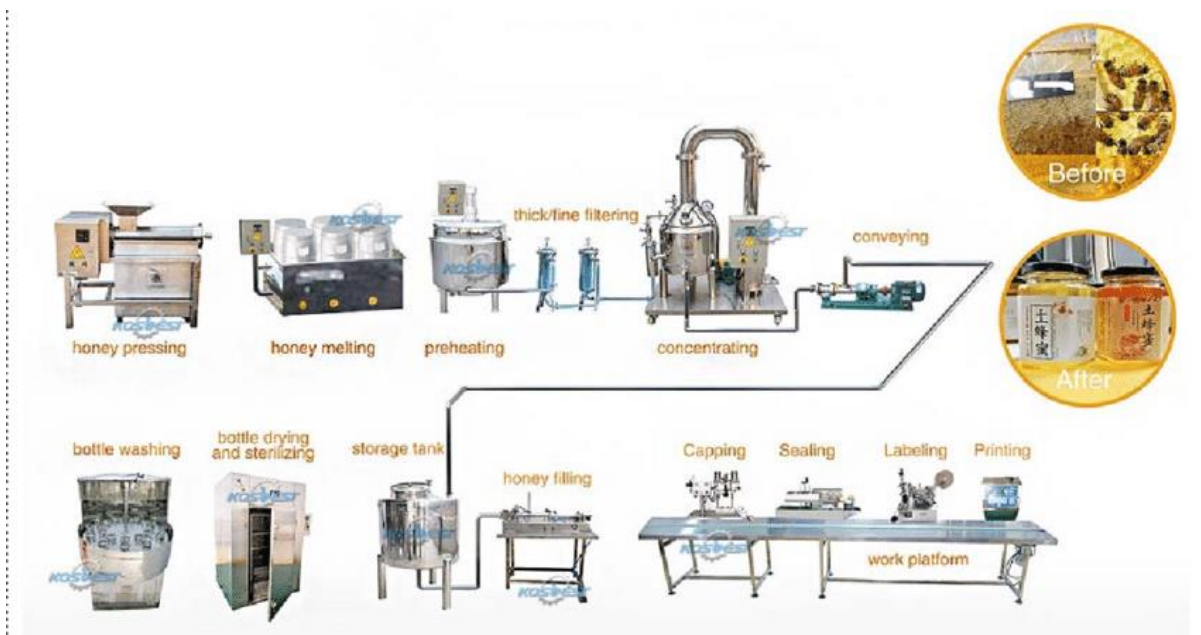 Before
thick/fine filtering
conveying
honey pressing
honey melting
preheating
concentrating
土蜂蜜
土蜂蜜
After
bottle washing
bottle drying
and sterilizing
storage tank
honey filling
Capping
Sealing
Labeling
Printing
work platform